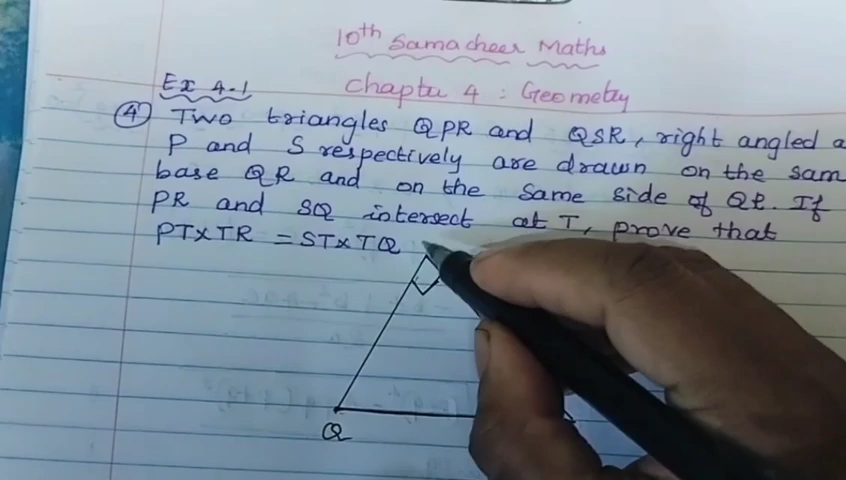 10th Samacheer Maths
Chapter 4 : Geometry
Ex 4.1
④ Two triangles QPR and QSR, right angled a
P and S respectively are drawn on the sam
base QR and on the same side of QR. If
PR and SQ intersect at T, prove that
PT×TR = ST×TQ
Q